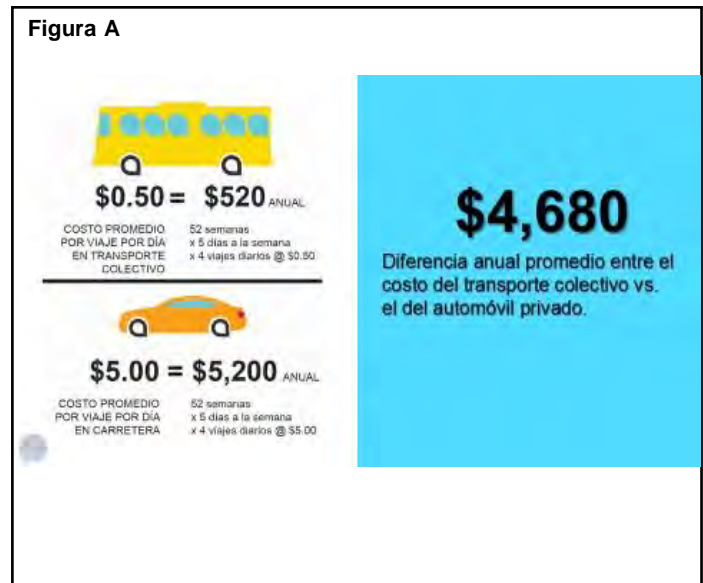 Figura A
$0.50 = $520 ANUAL
COSTO PROMEDIO
POR VIAJE POR DÍA
EN TRANSPORTE
COLECTIVO
52 semanas
x 5 días a la semana
x 4 viajes diarios @ $0.50
$5.00 = $5,200 ANUAL
COSTO PROMEDIO
POR VIAJE POR DÍA
EN CARRETERA
52 semanas
x 5 días a la semana
x 4 viajes diarios @ $5.00
$4,680
Diferencia anual promedio entre el
costo del transporte colectivo vs.
el del automóvil privado.